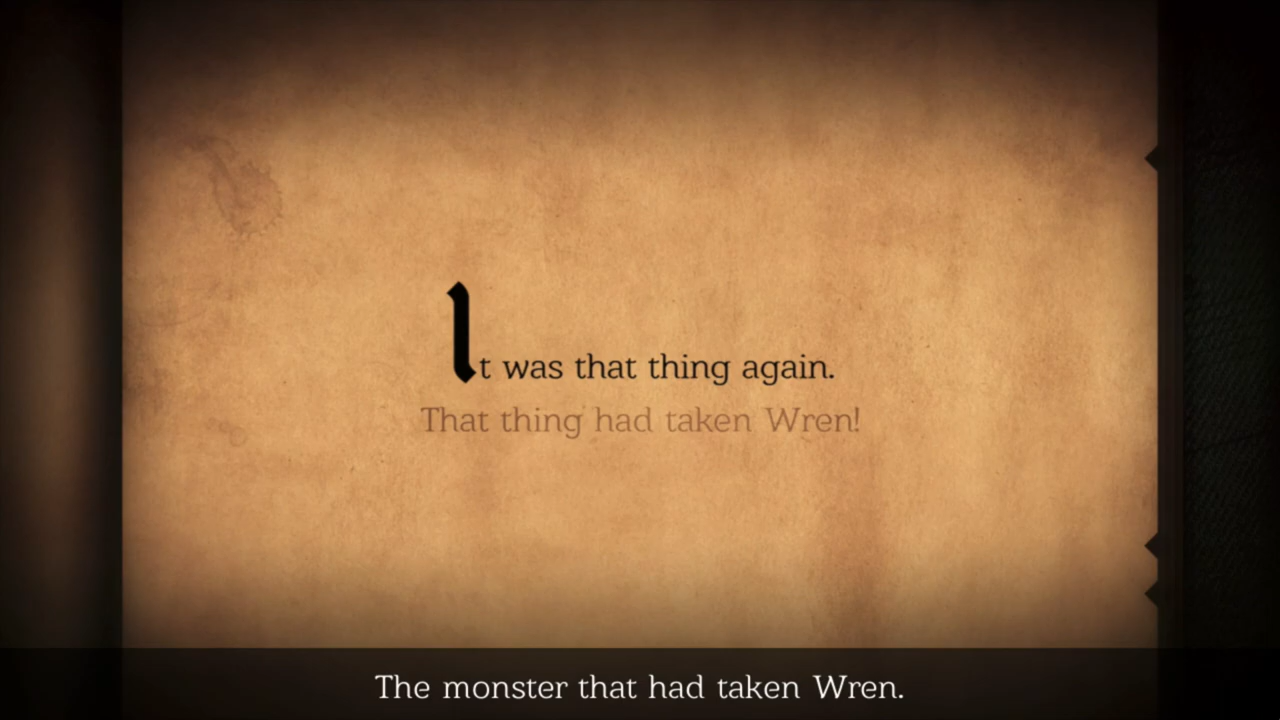 It was that thing again.
That thing had taken Wren!
The monster that had taken Wren.